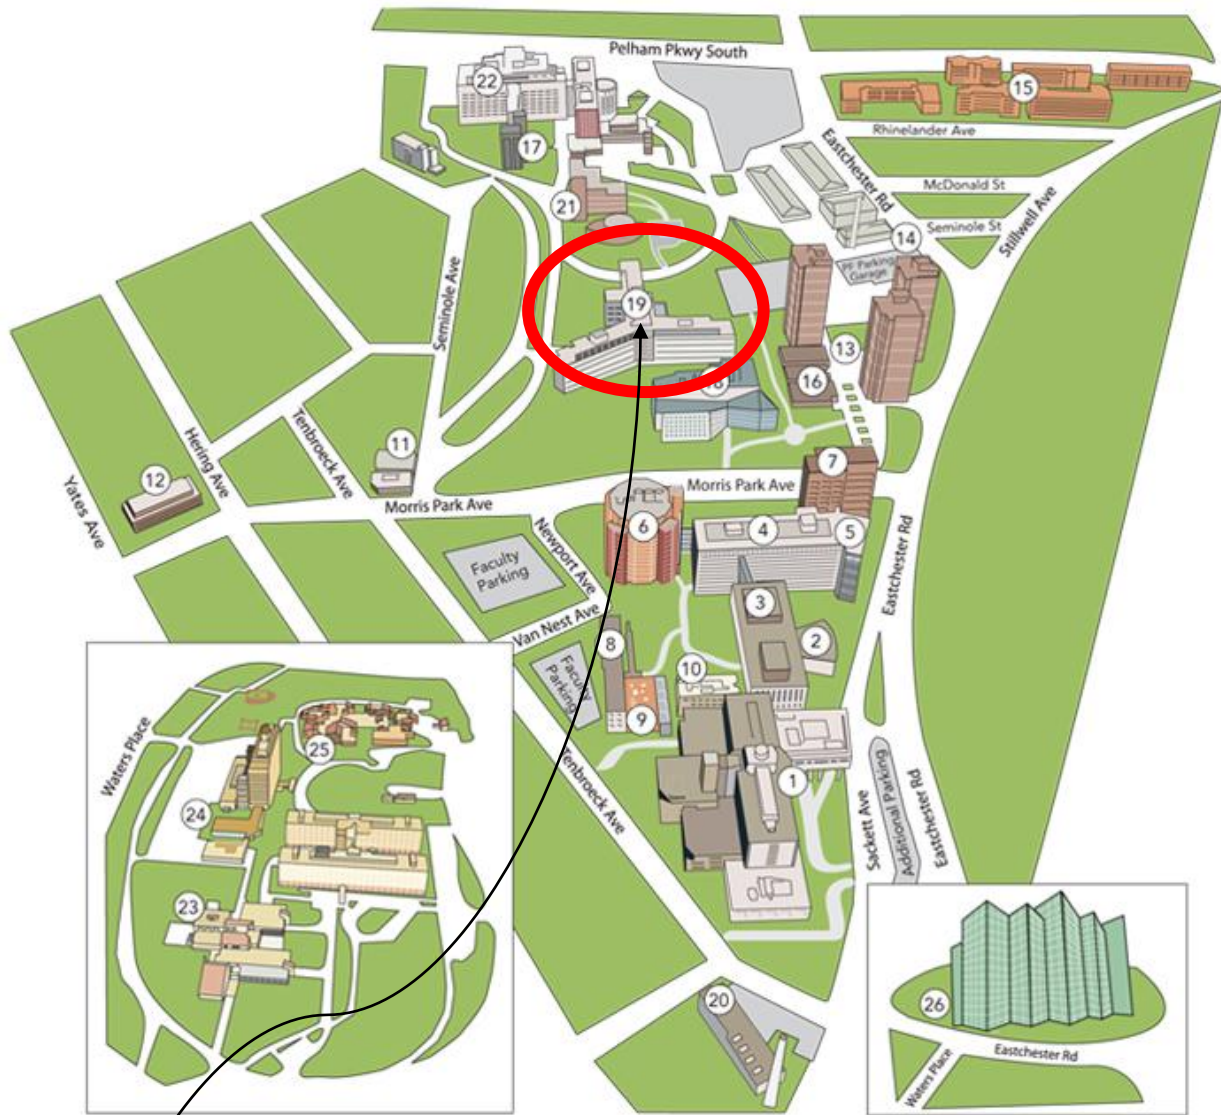 Pelham Pkwy South
22
15
17
Rhinelander Ave
Eastchester Rd
McDonald St
21
Seminole St
Stillwell Ave
14
PF Parking
Garage
Seminole Ave
19
13
16
18
11
Hering Ave
Tenbroeck Ave
12
Yates Ave
7
Morris Park Ave
Morris Park Ave
Newport Ave
6
4
5
Faculty
Parking
Eastchester Rd
Van Nest Ave
3
8
2
Faculty
Parking
10
9
Waters Place
25
Tenbroeck Ave
1
24
Sackett Ave
Additional Parking
Eastchester Rd
23
20
26
Eastchester Rd
Waters Place